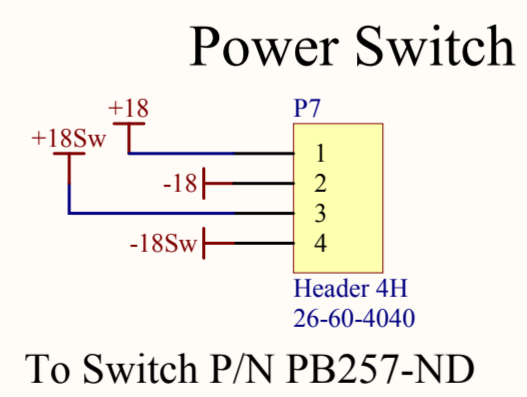 Power Switch
+18
P7
+18Sw
1
-18
2
3
-18Sw
4
Header 4H
26-60-4040
To Switch P/N PB257-ND